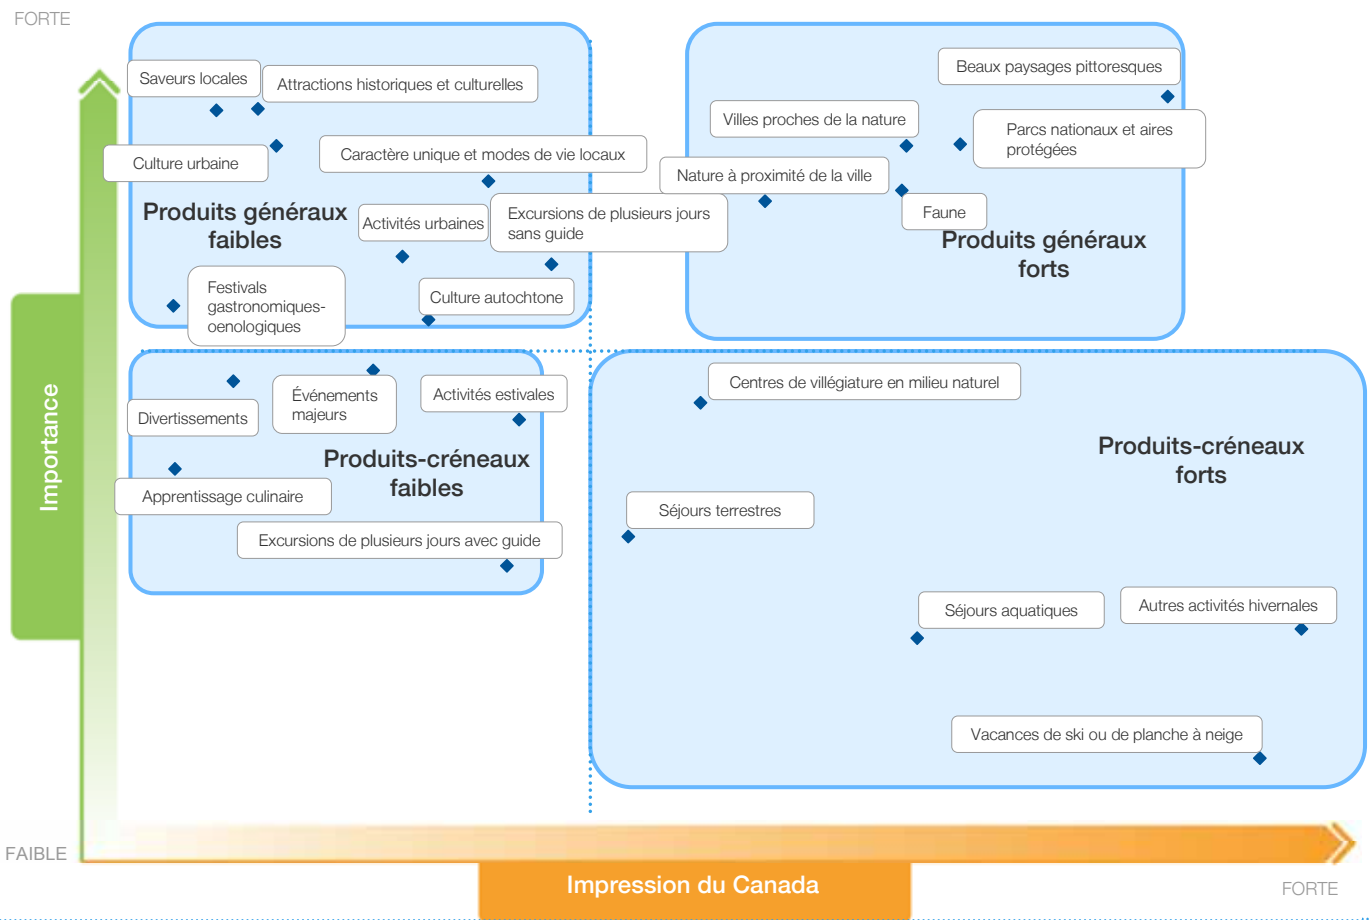 FORTE
Saveurs locales
Attractions historiques et culturelles
Culture urbaine
Caractère unique et modes de vie locaux
Produits généraux
faibles
Activités urbaines
Excursions de plusieurs jours
sans guide
Festivals
gastronomiques-
oenologiques
Culture autochtone
Beaux paysages pittoresques
Villes proches de la nature
Parcs nationaux et aires
protégées
Nature à proximité de la ville
Faune
Produits généraux
forts
Importance
Divertissements
Événements
majeurs
Activités estivales
Produits-créneaux
faibles
Apprentissage culinaire
Excursions de plusieurs jours avec guide
Centres de villégiature en milieu naturel
Produits-créneaux
forts
Séjours terrestres
Séjours aquatiques
Autres activités hivernales
Vacances de ski ou de planche à neige
FAIBLE
Impression du Canada
FORTE